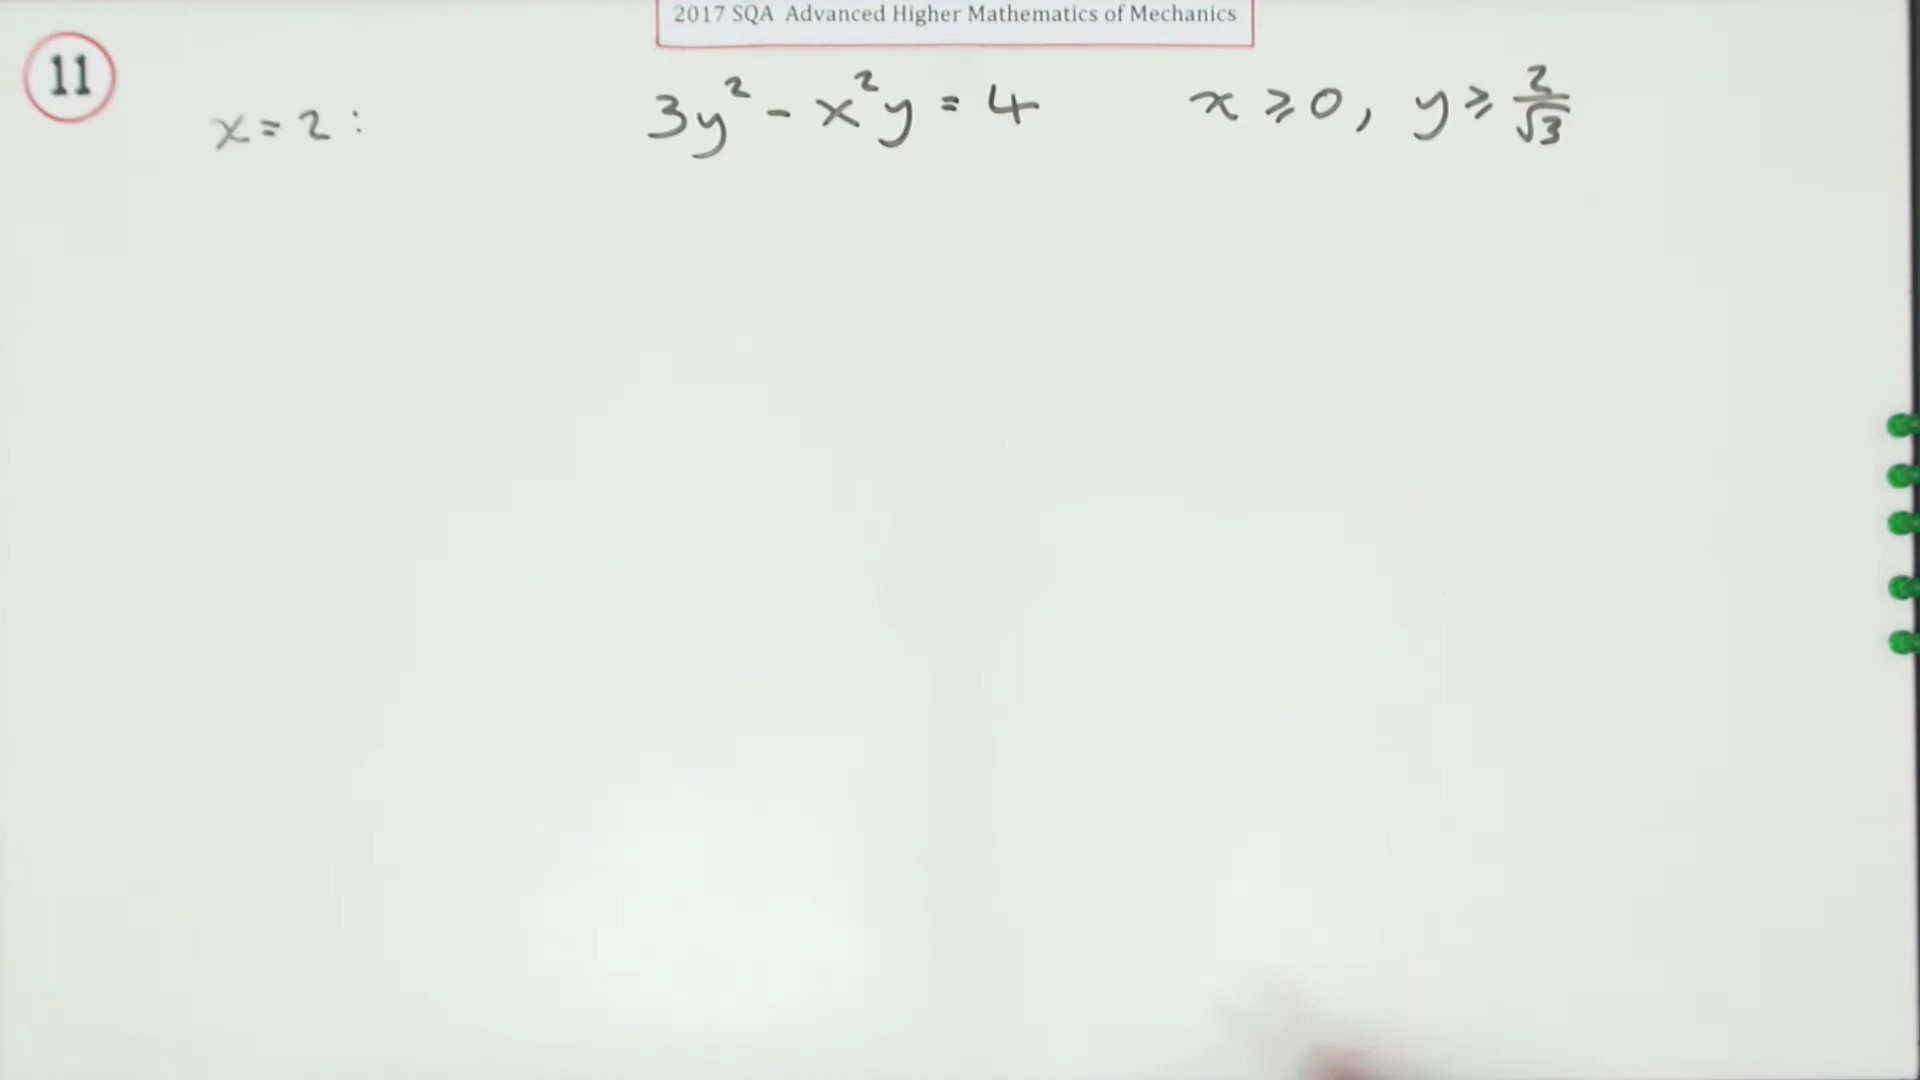 2017 SQA Advanced Higher Mathematics of Mechanics
11
x = 2 : 3y² - x²y = 4 x ⩾ 0, y ⩾ 2/√3